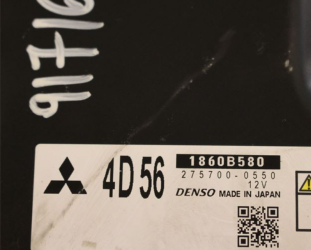 91716
4D56
1860B580
275700-0550
12V
DENSO MADE IN JAPAN